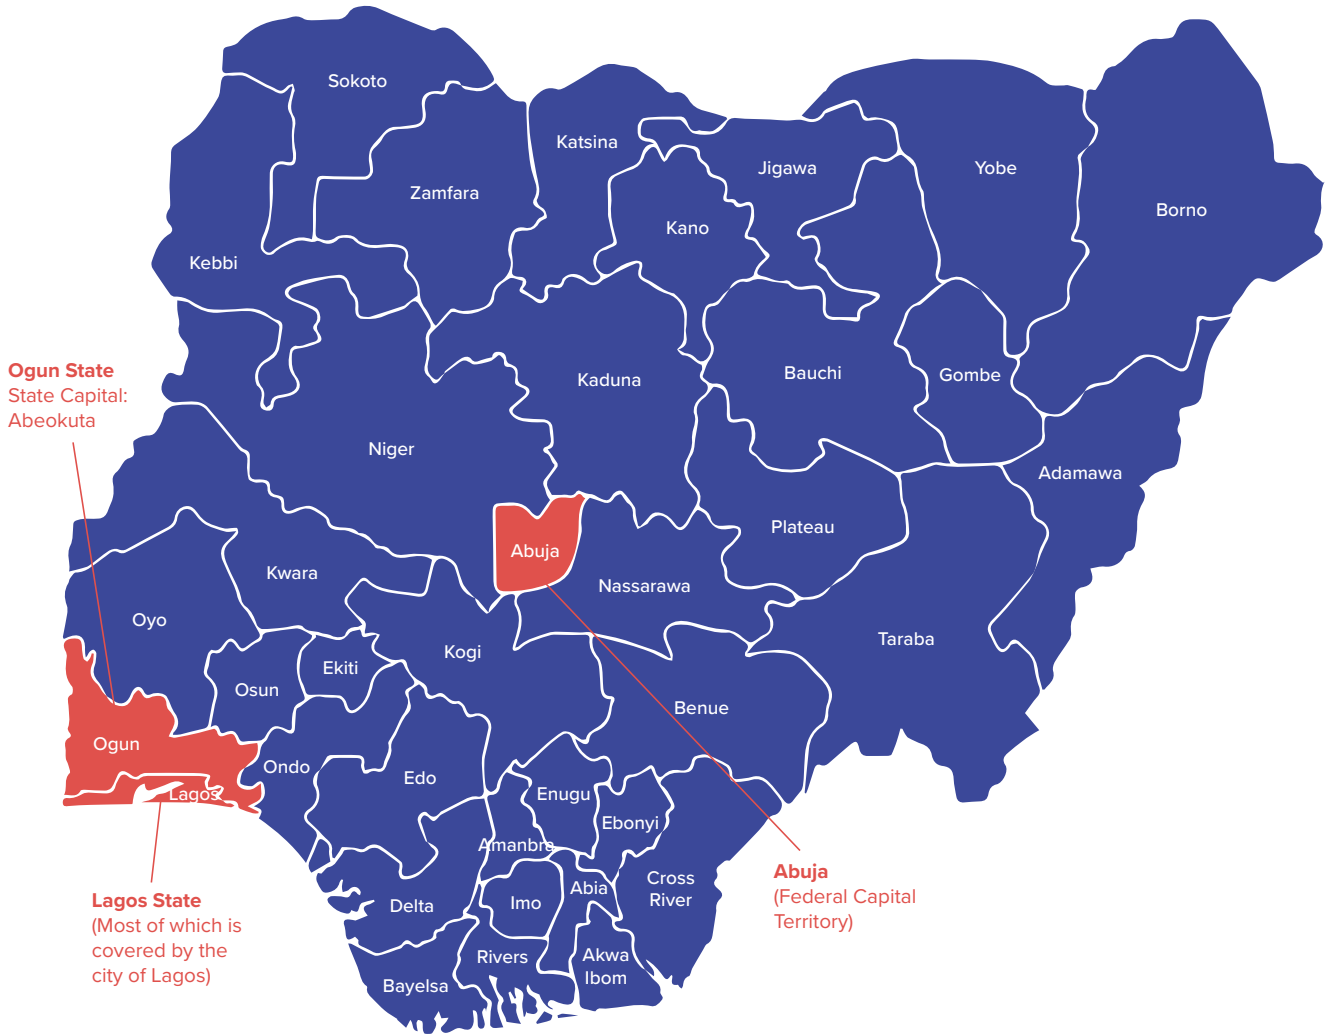 Sokoto
Katsina
Jigawa
Yobe
Zamfara
Borno
Kano
Kebbi
Ogun State
State Capital:
Abeokuta
Kaduna
Bauchi
Gombe
Niger
Adamawa
Plateau
Abuja
Kwara
Nassarawa
Oyo
Taraba
Kogi
Ekiti
Osun
Benue
Ogun
Ondo
Edo
Lagos
Enugu
Ebonyi
Amanbra
Abuja
(Federal Capital
Territory)
Cross
River
Abia
Imo
Delta
Lagos State
(Most of which is
covered by the
city of Lagos)
Rivers
Akwa
Ibom
Bayelsa